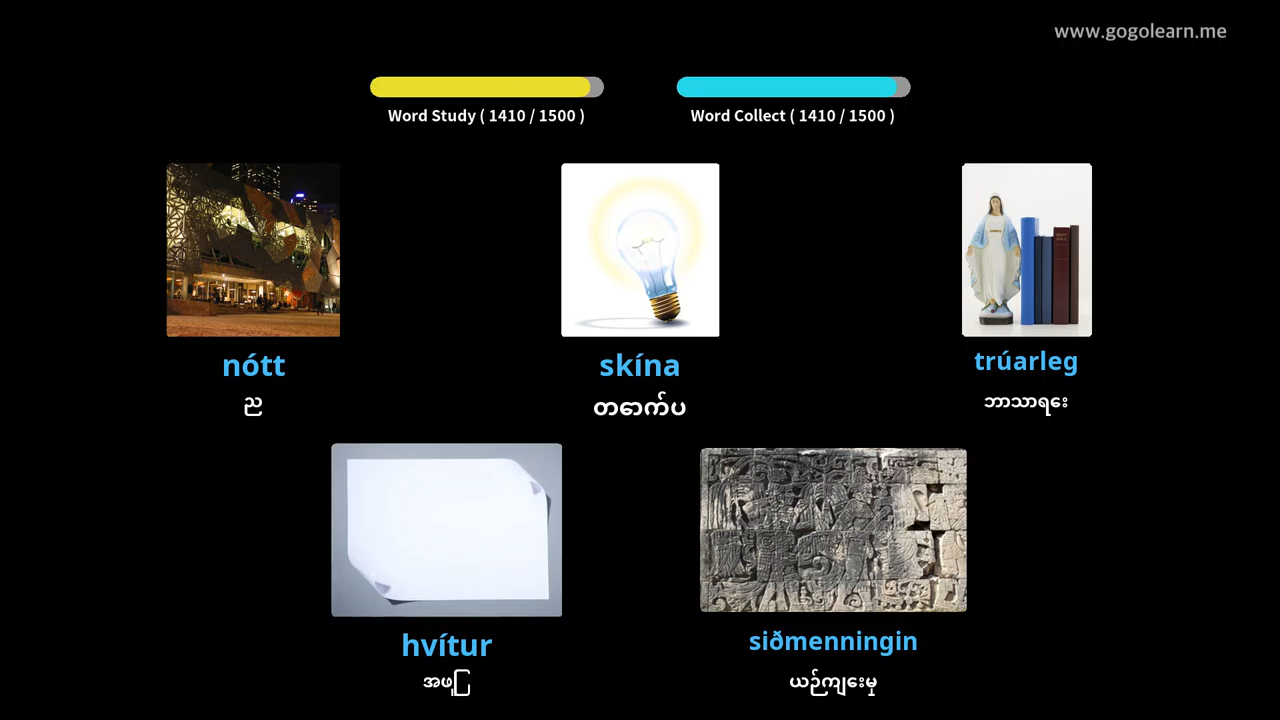 www.gogolearn.me
Word Study ( 1410 / 1500 )
Word Collect ( 1410 / 1500 )
nótt
ည
skína
တောက်ပ
trúarleg
ဘာသာရေး
hvítur
အဖြူ
siðmenningin
ယဉ်ကျေးမှု